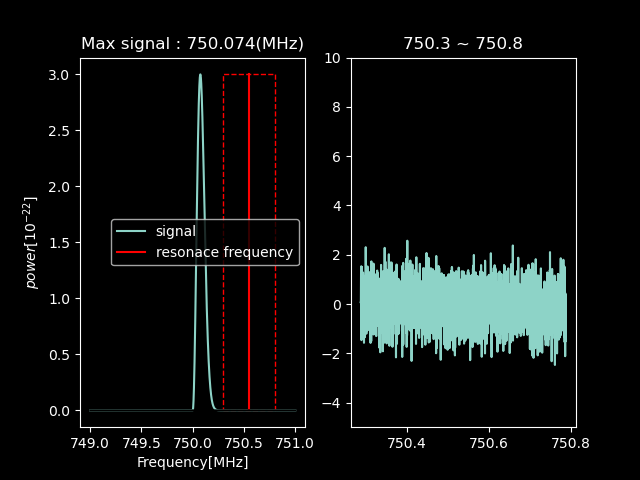 Max signal : 750.074(MHz)
3.0
2.5
2.0
1.5
1.0
0.5
0.0
power[10⁻²²]
signal
resonace frequency
749.0 749.5 750.0 750.5 751.0
Frequency[MHz]
750.3 ~ 750.8
10
8
6
4
2
0
−2
−4
750.4 750.6 750.8